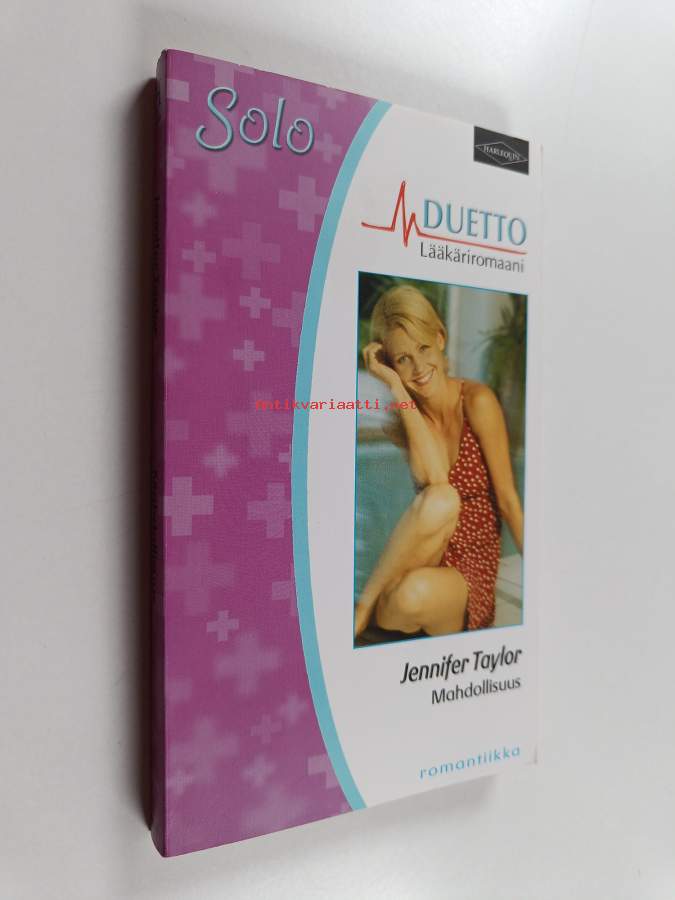 Solo
HARLEQUIN
DUETTO
Lääkäriromaani
antikvariaatti.net
Jennifer Taylor
Mahdollisuus
romantiikka